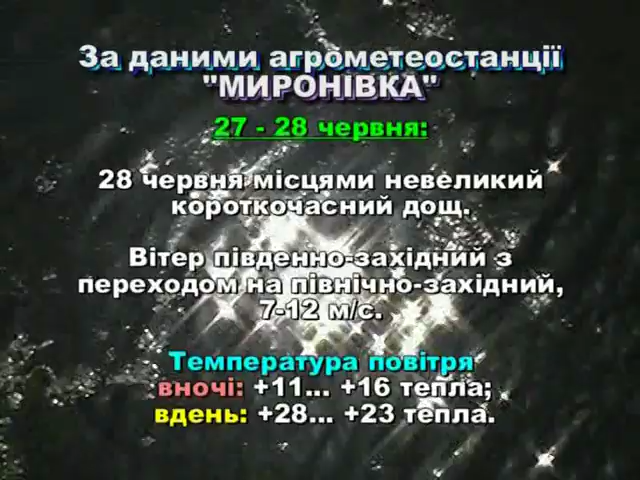 За даними агрометеостанції
"МИРОНІВКА"
27 - 28 червня:
28 червня місцями невеликий
короткочасний дощ.
Вітер південно-західний з
переходом на північно-західний,
7-12 м/с.
Температура повітря
вночі: +11... +16 тепла;
вдень: +28... +23 тепла.